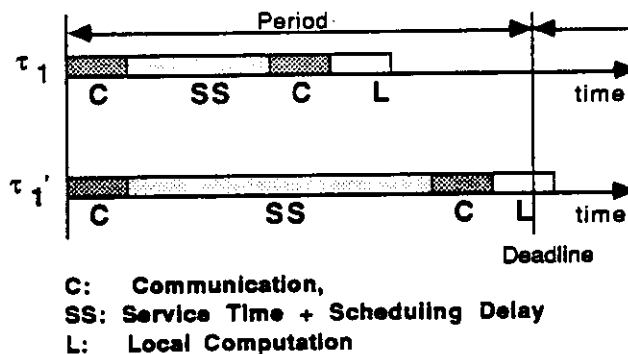 Period
τ1
C SS C L time
τ1'
C SS C L time
Deadline
C: Communication,
SS: Service Time + Scheduling Delay
L: Local Computation